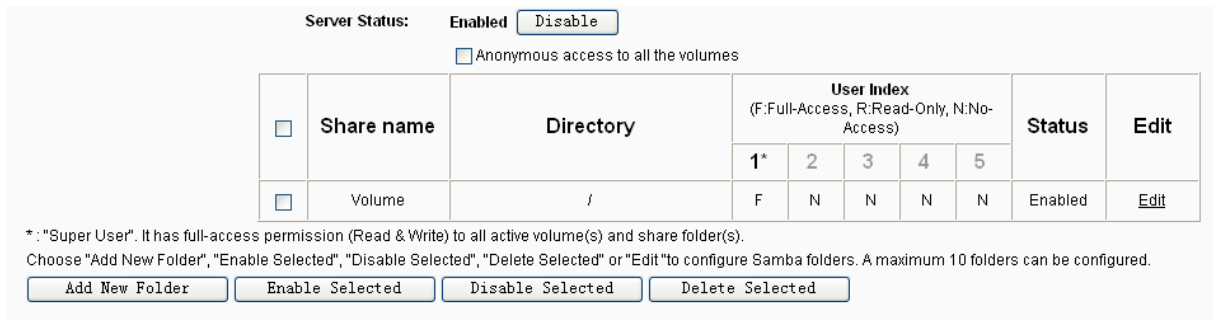 Server Status: Enabled Disable
Anonymous access to all the volumes
Share name Directory User Index (F:Full-Access, R:Read-Only, N:No-Access) Status Edit
1* 2 3 4 5
Volume / F N N N N Enabled Edit
* : "Super User". It has full-access permission (Read & Write) to all active volume(s) and share folder(s).
Choose "Add New Folder", "Enable Selected", "Disable Selected", "Delete Selected" or "Edit "to configure Samba folders. A maximum 10 folders can be configured.
Add New Folder Enable Selected Disable Selected Delete Selected